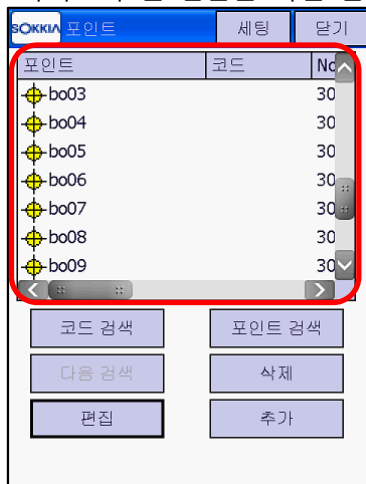 SOKKIA 포인트 세팅 닫기
포인트 코드
bo03 30
bo04 30
bo05 30
bo06 30
bo07 30
bo08 30
bo09 30
코드 검색 포인트 검색
다음 검색 삭제
편집 추가